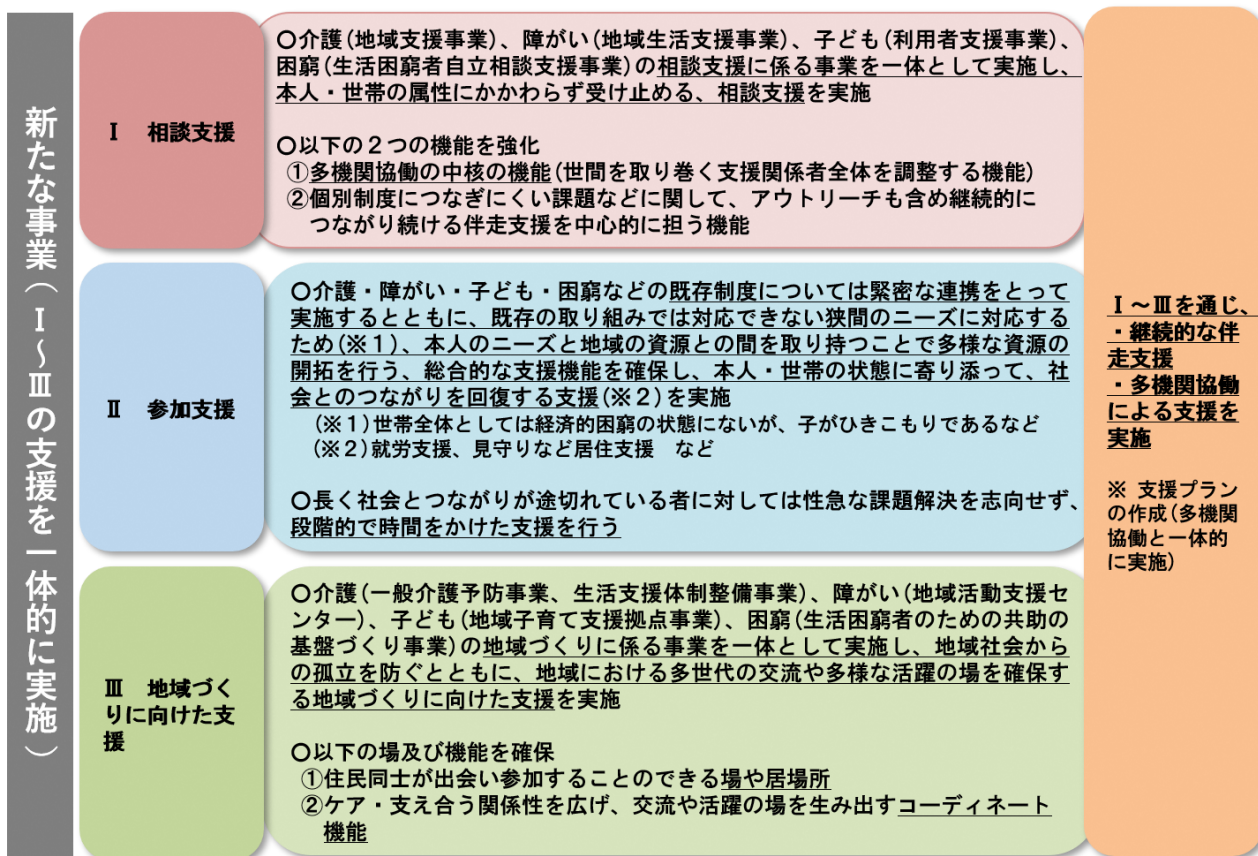 新たな事業(Ⅰ～Ⅲの支援を一体的に実施)
Ⅰ　相談支援
〇介護(地域支援事業)、障がい(地域生活支援事業)、子ども(利用者支援事業)、
困窮(生活困窮者自立相談支援事業)の相談支援に係る事業を一体として実施し、
本人・世帯の属性にかかわらず受け止める、相談支援を実施
〇以下の２つの機能を強化
①多機関協働の中核の機能(世間を取り巻く支援関係者全体を調整する機能)
②個別制度につなぎにくい課題などに関して、アウトリーチも含め継続的に
つながり続ける伴走支援を中心的に担う機能
Ⅱ　参加支援
〇介護・障がい・子ども・困窮などの既存制度については緊密な連携をとって
実施するとともに、既存の取り組みでは対応できない狭間のニーズに対応する
ため(※１)、本人のニーズと地域の資源との間を取り持つことで多様な資源の
開拓を行う、総合的な支援機能を確保し、本人・世帯の状態に寄り添って、社
会とのつながりを回復する支援(※２)を実施
(※１)世帯全体としては経済的困窮の状態にないが、子がひきこもりであるなど
(※２)就労支援、見守りなど居住支援　など
〇長く社会とつながりが途切れている者に対しては性急な課題解決を志向せず、
段階的で時間をかけた支援を行う
Ⅲ　地域づく
りに向けた支
援
〇介護(一般介護予防事業、生活支援体制整備事業)、障がい(地域活動支援セ
ンター)、子ども(地域子育て支援拠点事業)、困窮(生活困窮者のための共助の
基盤づくり事業)の地域づくりに係る事業を一体として実施し、地域社会から
の孤立を防ぐとともに、地域における多世代の交流や多様な活躍の場を確保す
る地域づくりに向けた支援を実施
〇以下の場及び機能を確保
①住民同士が出会い参加することのできる場や居場所
②ケア・支え合う関係性を広げ、交流や活躍の場を生み出すコーディネート
機能
Ⅰ～Ⅲを通じ、
・継続的な伴
走支援
・多機関協働
による支援を
実施
※ 支援プラン
の作成(多機関
協働と一体的
に実施)